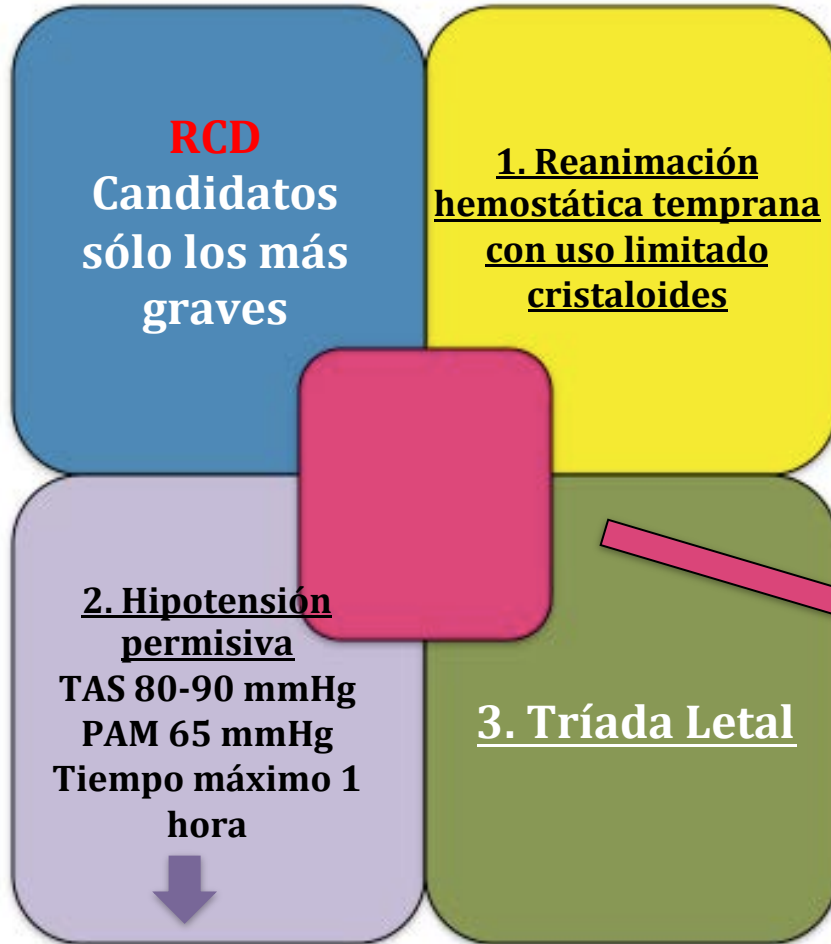 RCD
Candidatos
sólo los más
graves
1. Reanimación
hemostática temprana
con uso limitado
cristaloides
2. Hipotensión
permisiva
TAS 80-90 mmHg
PAM 65 mmHg
Tiempo máximo 1
hora
3. Tríada Letal